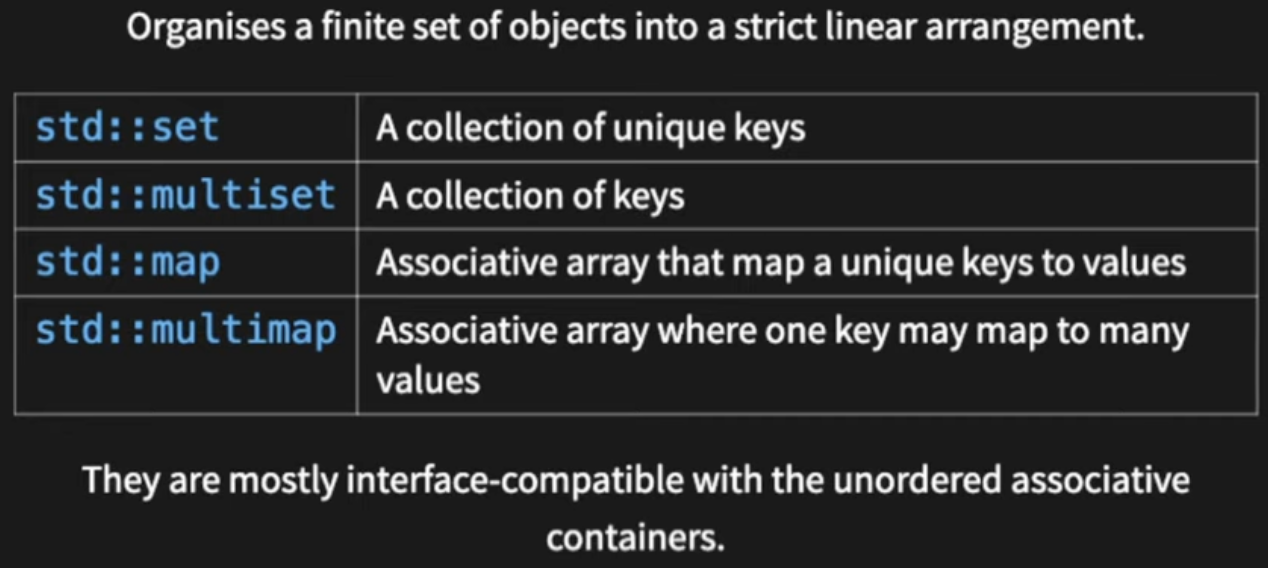 Organises a finite set of objects into a strict linear arrangement.
std::set A collection of unique keys
std::multiset A collection of keys
std::map Associative array that map a unique keys to values
std::multimap Associative array where one key may map to many
values
They are mostly interface-compatible with the unordered associative
containers.